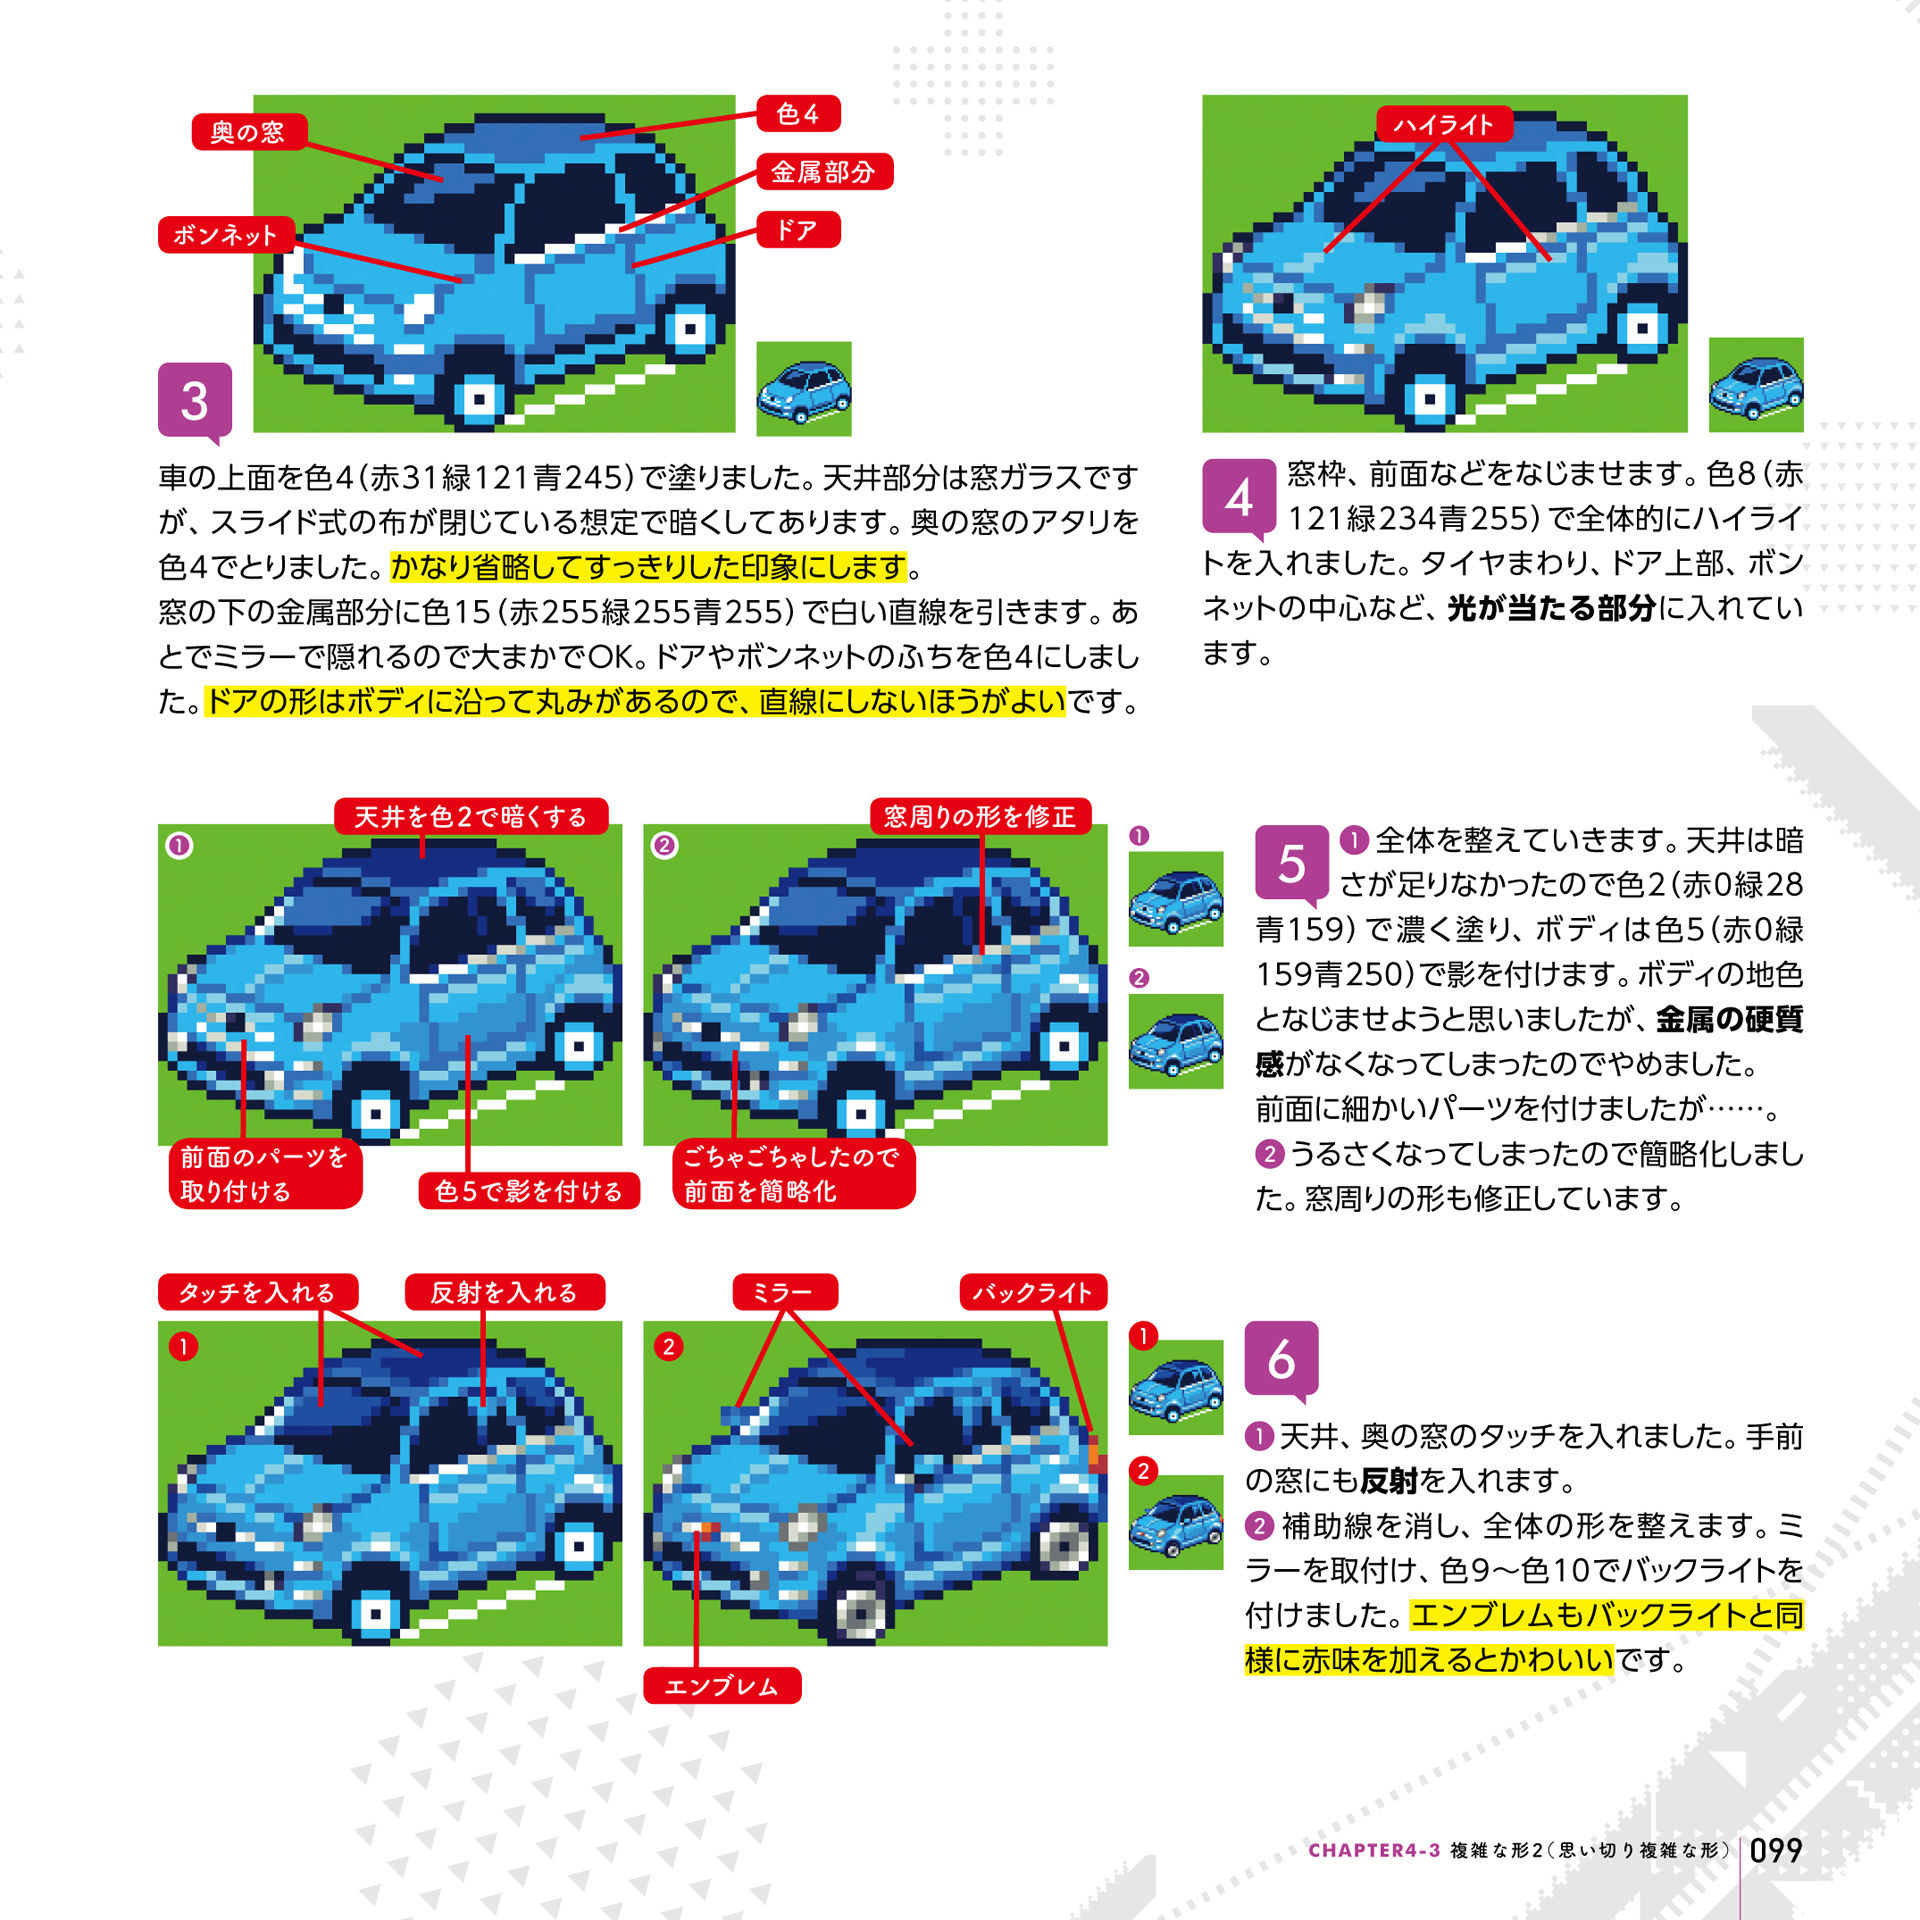 奥の窓
色4
金属部分
ボンネット
ドア
3
車の上面を色4（赤31緑121青245）で塗りました。天井部分は窓ガラスです
が、スライド式の布が閉じている想定で暗くしてあります。奥の窓のアタリを
色4でとりました。かなり省略してすっきりした印象にします。
窓の下の金属部分に色15（赤255緑255青255）で白い直線を引きます。あ
とでミラーで隠れるので大まかでOK。ドアやボンネットのふちを色4にしまし
た。ドアの形はボディに沿って丸みがあるので、直線にしないほうがよいです。
ハイライト
4
窓枠、前面などをなじませます。色8（赤
121緑234青255）で全体的にハイライ
トを入れました。タイヤまわり、ドア上部、ボン
ネットの中心など、光が当たる部分に入れてい
ます。
天井を色2で暗くする
窓周りの形を修正
❶
❷
❶
❷
前面のパーツを
取り付ける
色5で影を付ける
ごちゃごちゃしたので
前面を簡略化
5
❶全体を整えていきます。天井は暗
さが足りなかったので色2（赤0緑28
青159）で濃く塗り、ボディは色5（赤0緑
159青250）で影を付けます。ボディの地色
となじませようと思いましたが、金属の硬質
感がなくなってしまったのでやめました。
前面に細かいパーツを付けましたが……。
❷うるさくなってしまったので簡略化しまし
た。窓周りの形も修正しています。
タッチを入れる
反射を入れる
ミラー
バックライト
❶
❷
❶
❷
エンブレム
6
❶天井、奥の窓のタッチを入れました。手前
の窓にも反射を入れます。
❷補助線を消し、全体の形を整えます。ミ
ラーを取付け、色9～色10でバックライトを
付けました。エンブレムもバックライトと同
様に赤味を加えるとかわいいです。
CHAPTER4-3 複雑な形2（思い切り複雑な形） 099